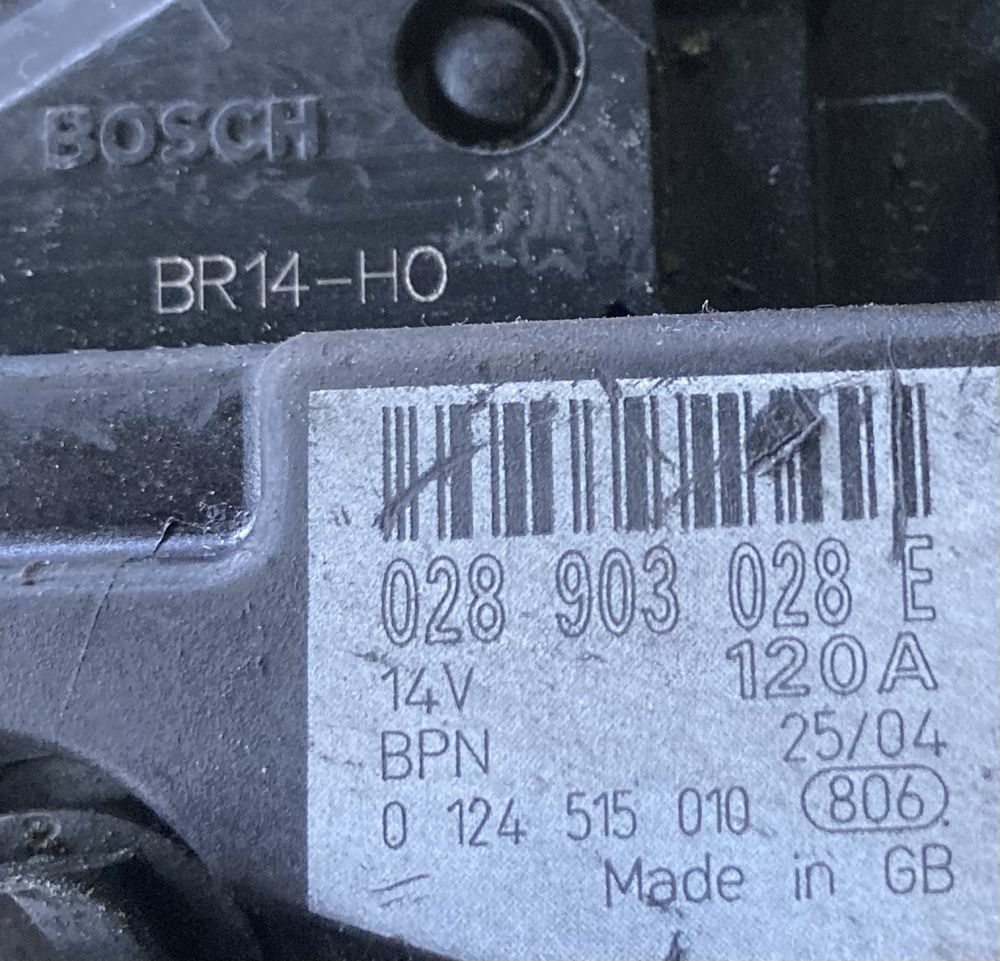 BOSCH
BR14-HO
028 903 028 E
14V 120A
BPN 25/04
0 124 515 010 806
Made in GB